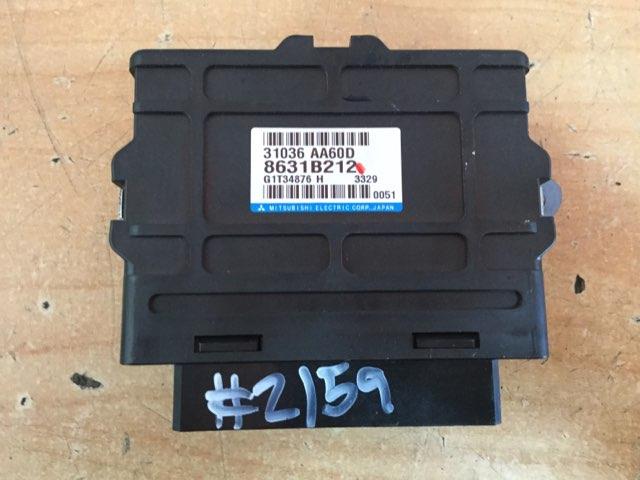 31036 AA60D
8631B212
G1T34876 H 3329
0051
MITSUBISHI ELECTRIC CORP. JAPAN
#2159